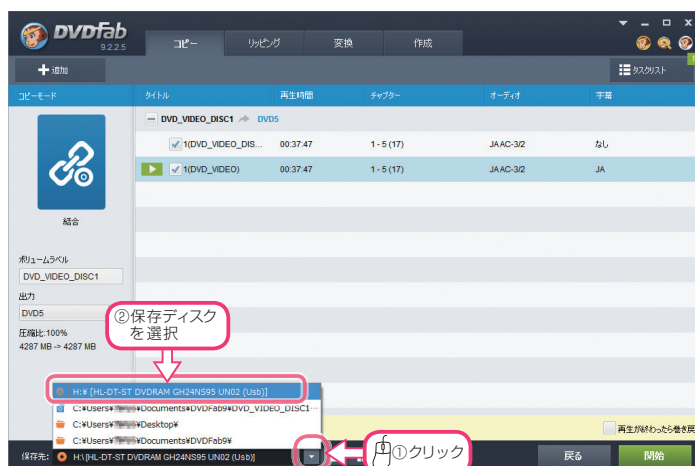 DVDFab
9.2.2.5
コピー リッピング 変換 作成
追加 タスクリスト
コピーモード タイトル 再生時間 チャプター オーディオ 字幕
DVD_VIDEO_DISC1 DVD5
1(DVD_VIDEO_DIS... 00:37:47 1 - 5 (17) JA AC-3/2 なし
1(DVD_VIDEO) 00:37:47 1 - 5 (17) JA AC-3/2 JA
結合
ボリュームラベル
DVD_VIDEO_DISC1
出力
DVD5
圧縮比:100%
4287 MB -> 4287 MB
②保存ディスク
を選択
H:¥ [HL-DT-ST DVDRAM GH24NS95 UN02 (Usb)]
C:¥Users¥ ¥Documents¥DVDFab9¥DVD_VIDEO_DISC1…
C:¥Users¥ ¥Desktop¥
C:¥Users¥ ¥Documents¥DVDFab9¥
再生が終わったら巻き戻
保存先: H:\[HL-DT-ST DVDRAM GH24NS95 UN02 (Usb)]
①クリック
戻る 開始